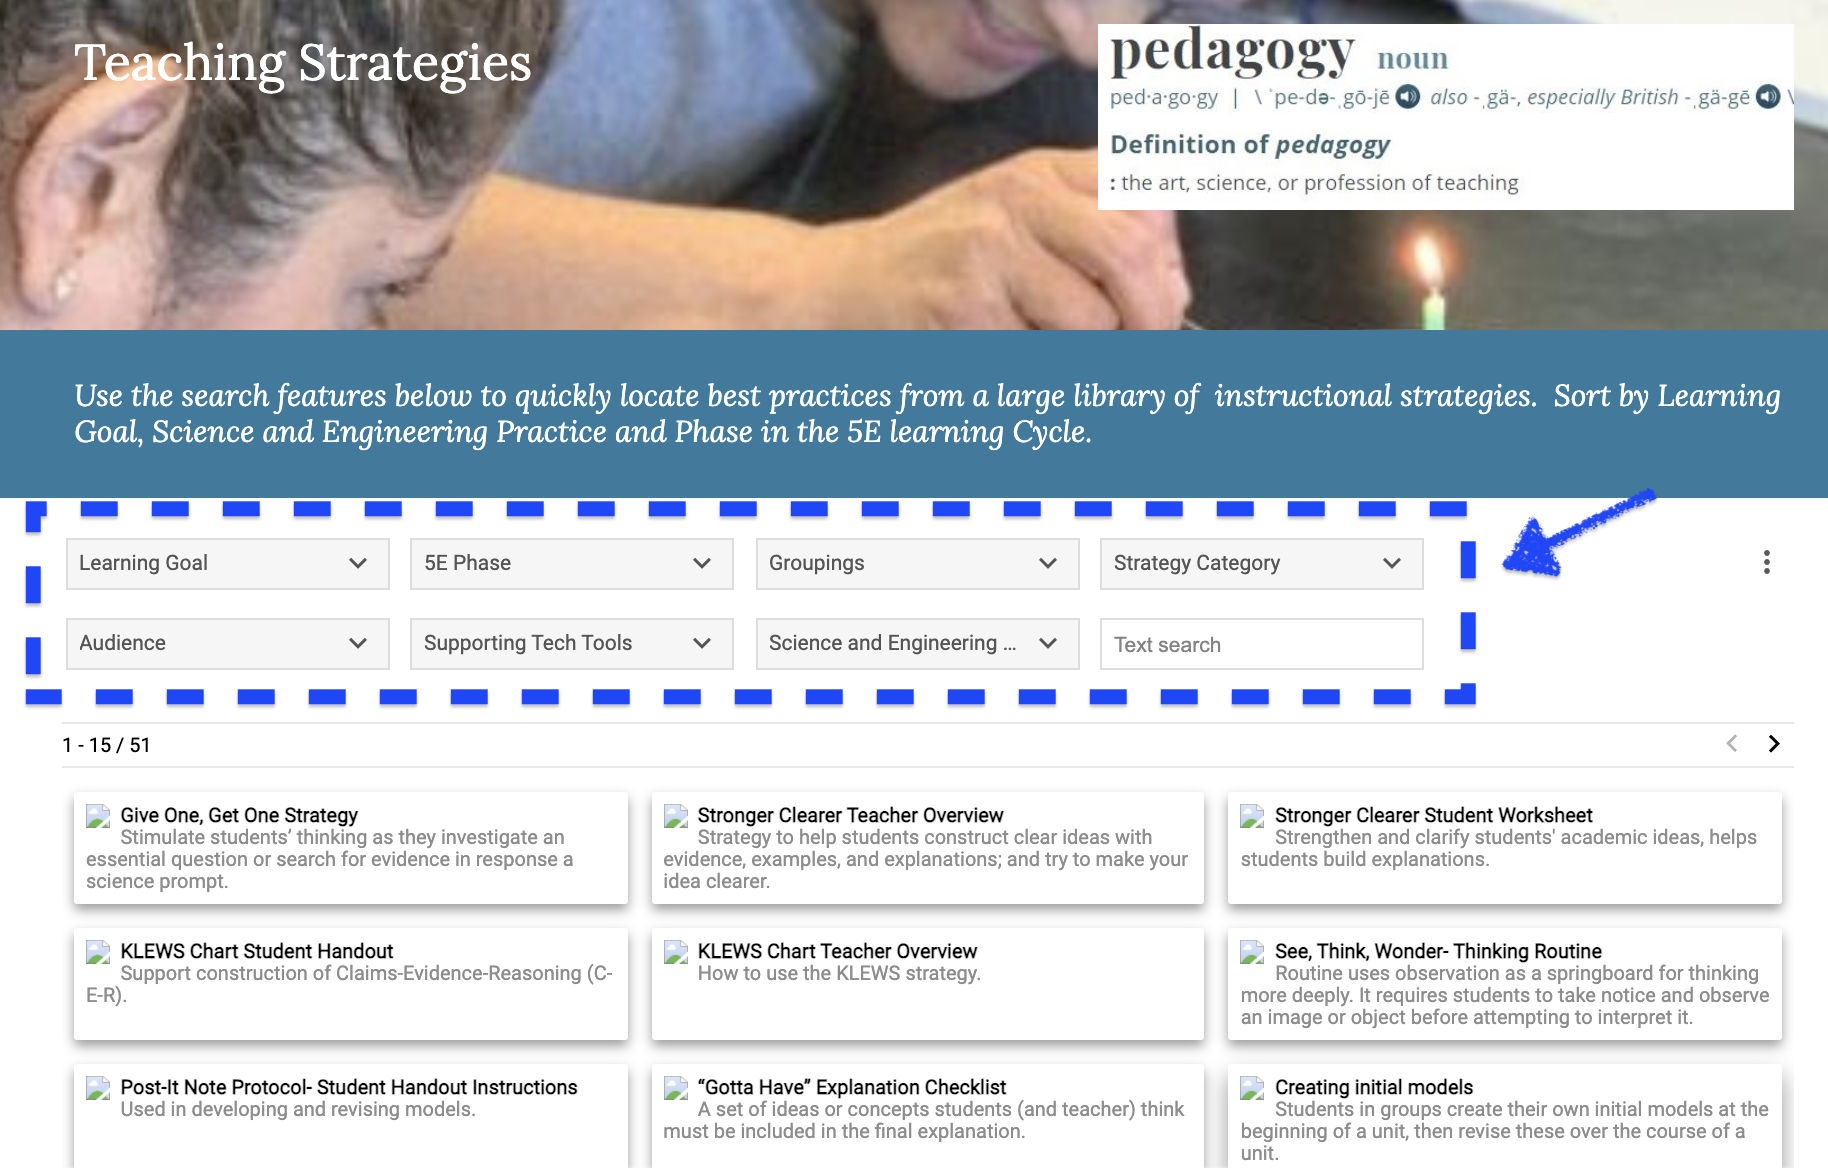 Teaching Strategies
pedagogy noun
ped·a·go·gy | \ ˈpe-də-ˌgō-jē also -ˌgä-, especially British -ˌgä-gē \
Definition of pedagogy
: the art, science, or profession of teaching
Use the search features below to quickly locate best practices from a large library of instructional strategies. Sort by Learning
Goal, Science and Engineering Practice and Phase in the 5E learning Cycle.
Learning Goal
5E Phase
Groupings
Strategy Category
Audience
Supporting Tech Tools
Science and Engineering ...
Text search
1 - 15 / 51
Give One, Get One Strategy
Stimulate students’ thinking as they investigate an
essential question or search for evidence in response a
science prompt.
Stronger Clearer Teacher Overview
Strategy to help students construct clear ideas with
evidence, examples, and explanations; and try to make your
idea clearer.
Stronger Clearer Student Worksheet
Strengthen and clarify students' academic ideas, helps
students build explanations.
KLEWS Chart Student Handout
Support construction of Claims-Evidence-Reasoning (C-
E-R).
KLEWS Chart Teacher Overview
How to use the KLEWS strategy.
See, Think, Wonder- Thinking Routine
Routine uses observation as a springboard for thinking
more deeply. It requires students to take notice and observe
an image or object before attempting to interpret it.
Post-It Note Protocol- Student Handout Instructions
Used in developing and revising models.
“Gotta Have” Explanation Checklist
A set of ideas or concepts students (and teacher) think
must be included in the final explanation.
Creating initial models
Students in groups create their own initial models at the
beginning of a unit, then revise these over the course of a
unit.